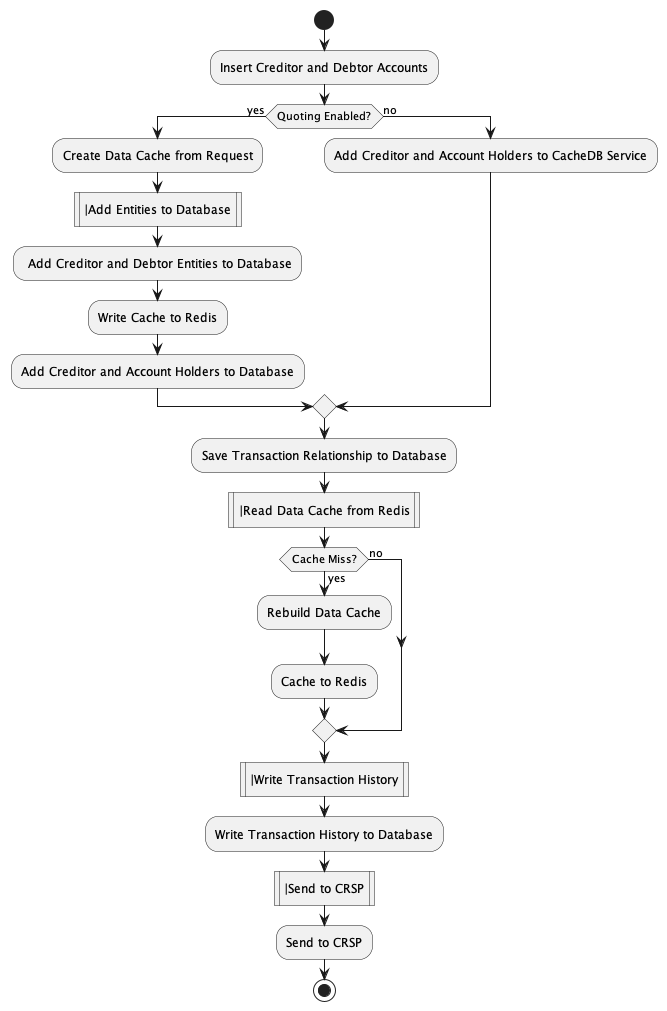 Insert Creditor and Debtor Accounts
yes
Quoting Enabled?
no
Create Data Cache from Request
Add Creditor and Account Holders to CacheDB Service
|Add Entities to Database
Add Creditor and Debtor Entities to Database
Write Cache to Redis
Add Creditor and Account Holders to Database
Save Transaction Relationship to Database
|Read Data Cache from Redis
Cache Miss?
no
yes
Rebuild Data Cache
Cache to Redis
|Write Transaction History
Write Transaction History to Database
|Send to CRSP
Send to CRSP